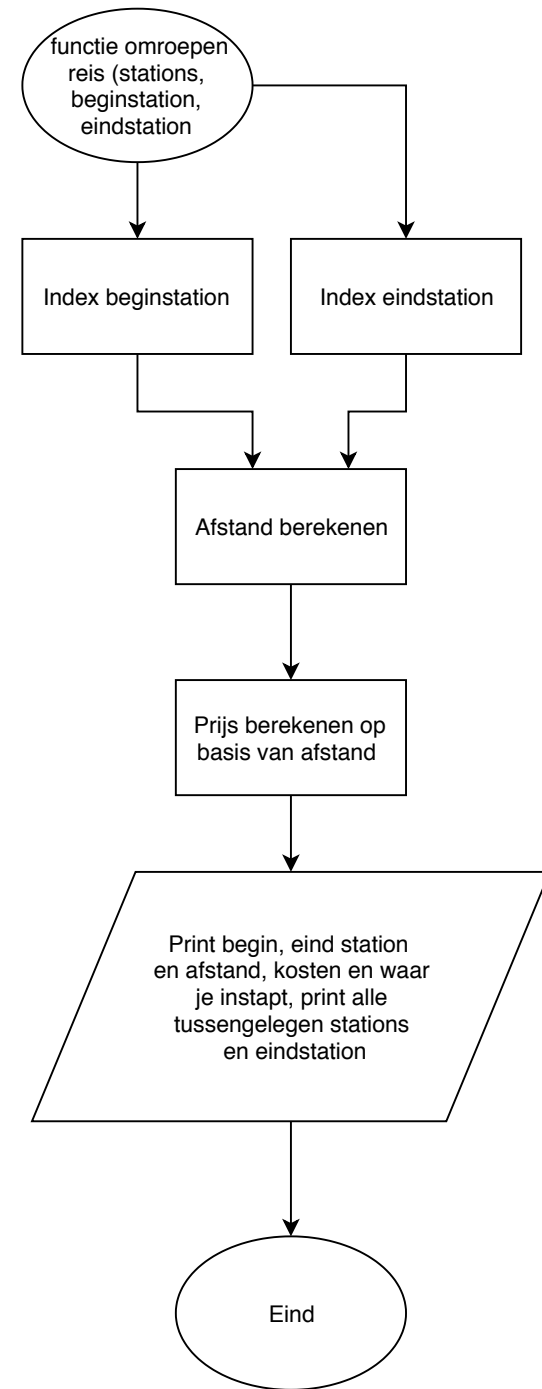 functie omroepen
reis (stations,
beginstation,
eindstation
Index beginstation
Index eindstation
Afstand berekenen
Prijs berekenen op
basis van afstand
Print begin, eind station
en afstand, kosten en waar
je instapt, print alle
tussengelegen stations
en eindstation
Eind